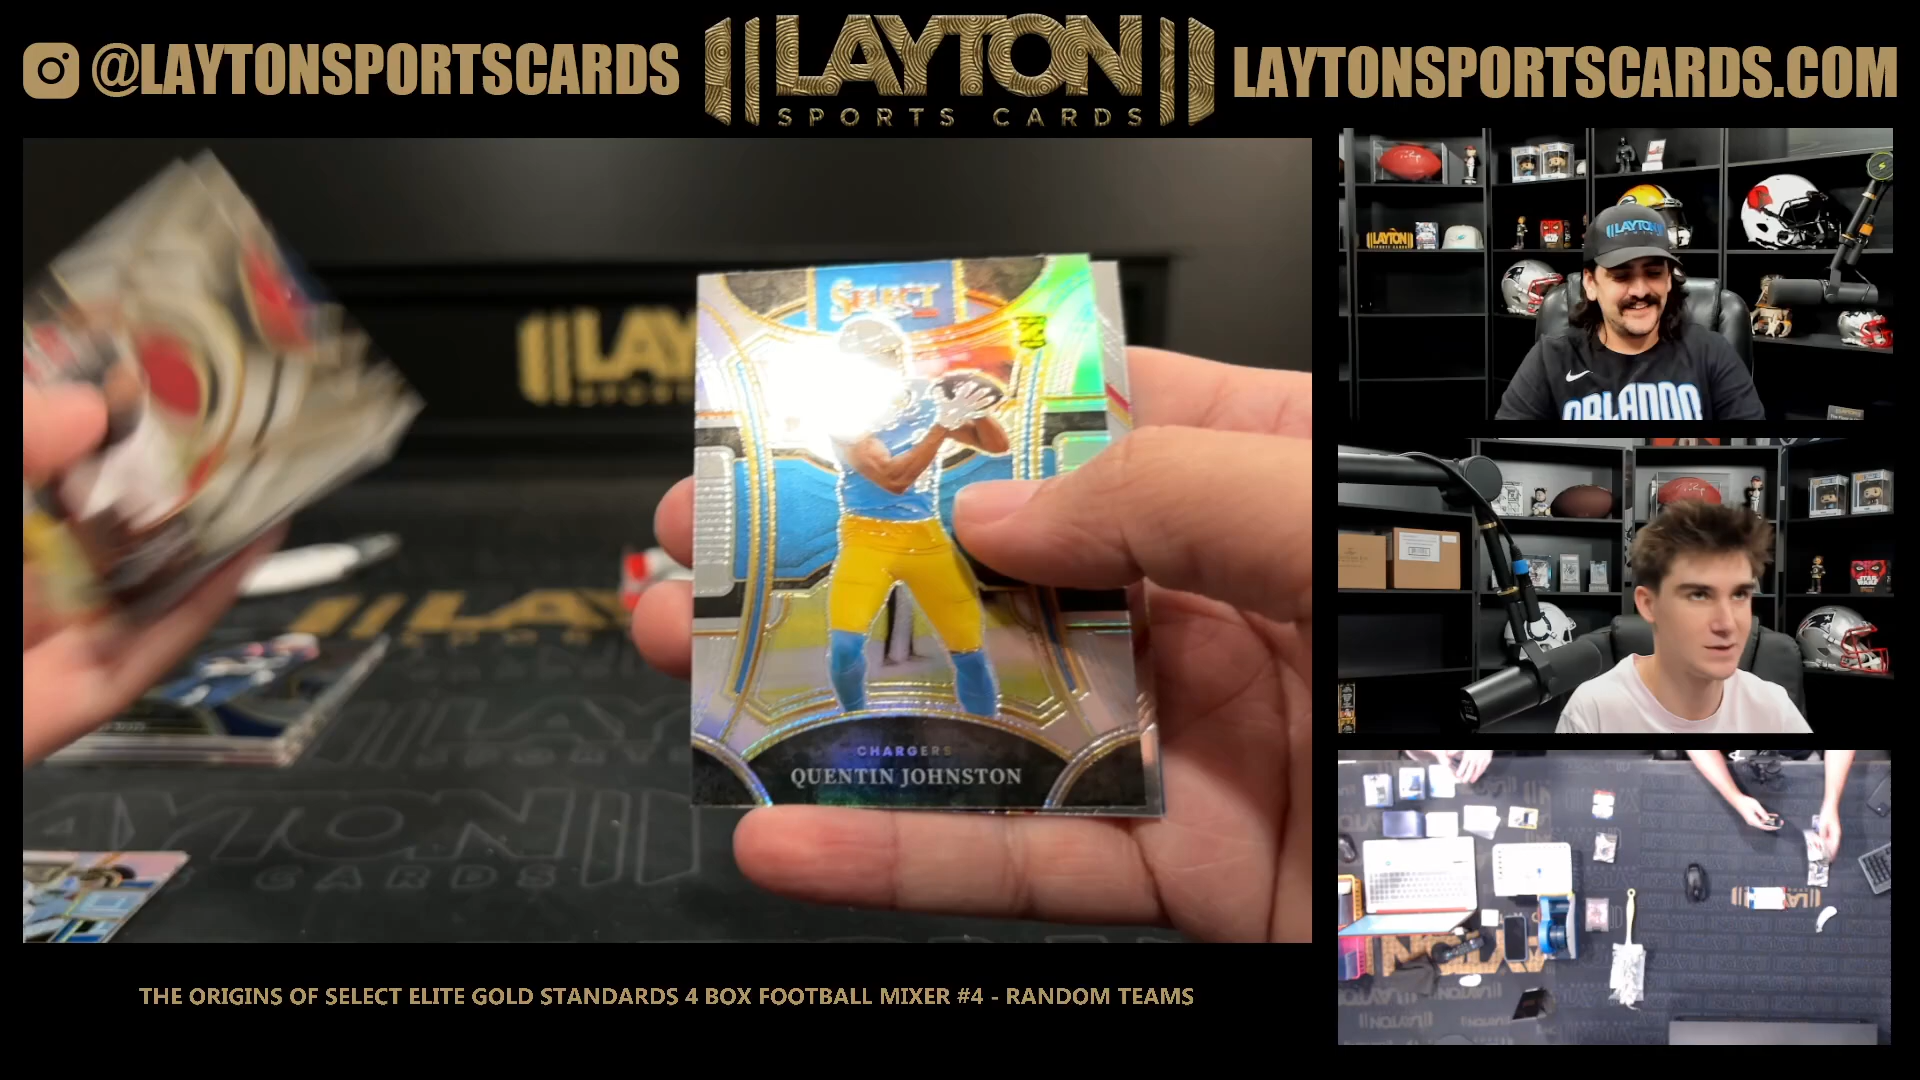 @LAYTONSPORTSCARDS
LAYTON
SPORTS CARDS
LAYTONSPORTSCARDS.COM
SELECT
CHARGERS
QUENTIN JOHNSTON
LAYTON
ORLANDO
THE ORIGINS OF SELECT ELITE GOLD STANDARDS 4 BOX FOOTBALL MIXER #4 - RANDOM TEAMS